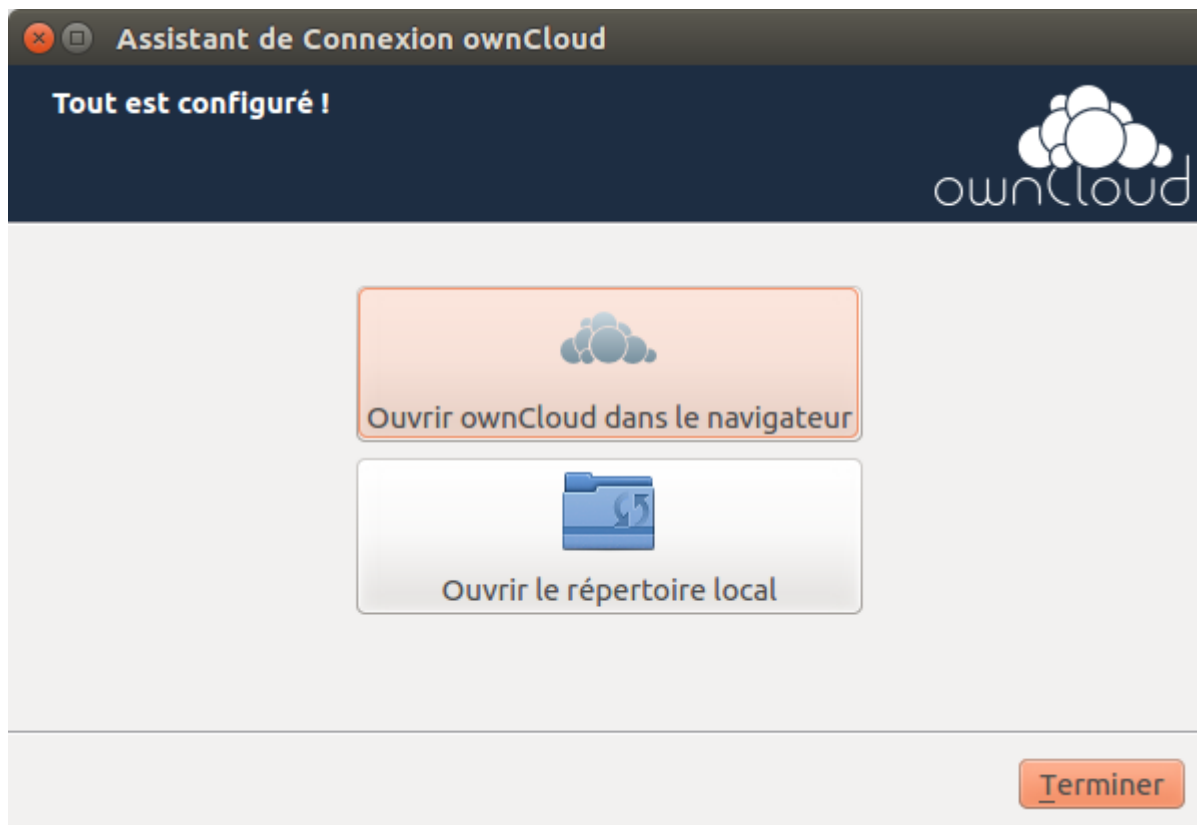 Assistant de Connexion ownCloud
Tout est configuré !
ownCloud
Ouvrir ownCloud dans le navigateur
Ouvrir le répertoire local
Terminer